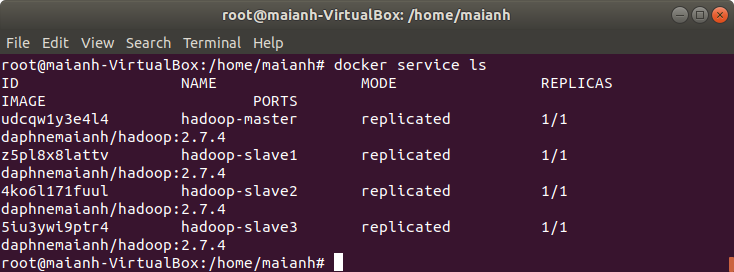 root@maianh-VirtualBox: /home/maianh
File Edit View Search Terminal Help
root@maianh-VirtualBox:/home/maianh# docker service ls
ID NAME MODE REPLICAS
IMAGE PORTS
udcqw1y3e4l4 hadoop-master replicated 1/1
daphnemaianh/hadoop:2.7.4
z5pl8x8lattv hadoop-slave1 replicated 1/1
daphnemaianh/hadoop:2.7.4
4ko6l171fuul hadoop-slave2 replicated 1/1
daphnemaianh/hadoop:2.7.4
5iu3ywi9ptr4 hadoop-slave3 replicated 1/1
daphnemaianh/hadoop:2.7.4
root@maianh-VirtualBox:/home/maianh#